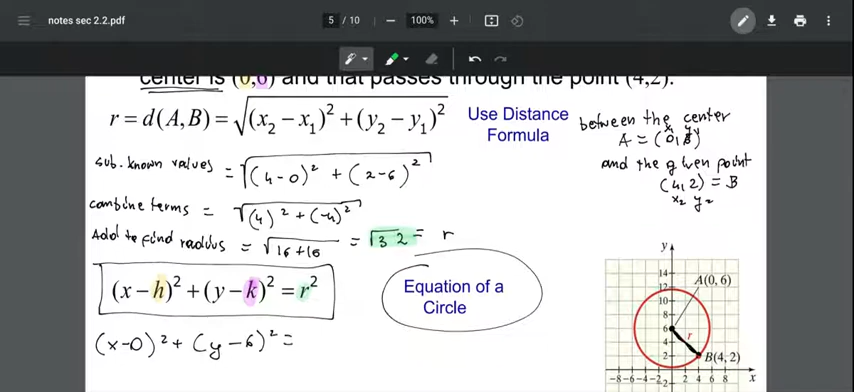 notes sec 2.2.pdf
5 / 10
100%
center is (0,6) and that passes through the point (4,2).
r = d(A, B) = √(x₂ − x₁)² + (y₂ − y₁)²
Use Distance
Formula
between the center
x₁ y₁
A = (0, 6)
and the given point
(4, 2) = B
x₂ y₂
sub. known values = √(4-0)² + (2-6)²
combine terms = √(4)² + (-4)²
Add to find radius = √16+16 = √32 = r
(x − h)² + (y − k)² = r²
Equation of a
Circle
(x-0)² + (y-6)² =
y
14
12
10
8
6
4
2
A(0, 6)
r
B(4, 2)
−8 −6 −4 −2 2 4 6 8 x